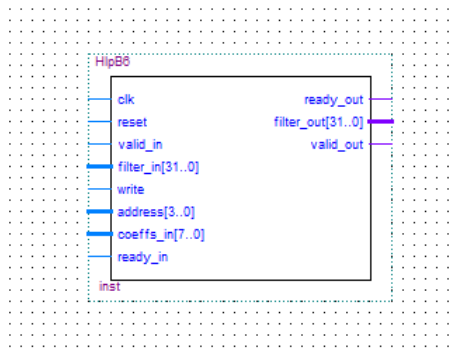 HlpB6
clk
ready_out
reset
filter_out[31..0]
valid_in
valid_out
filter_in[31..0]
write
address[3..0]
coeffs_in[7..0]
ready_in
inst